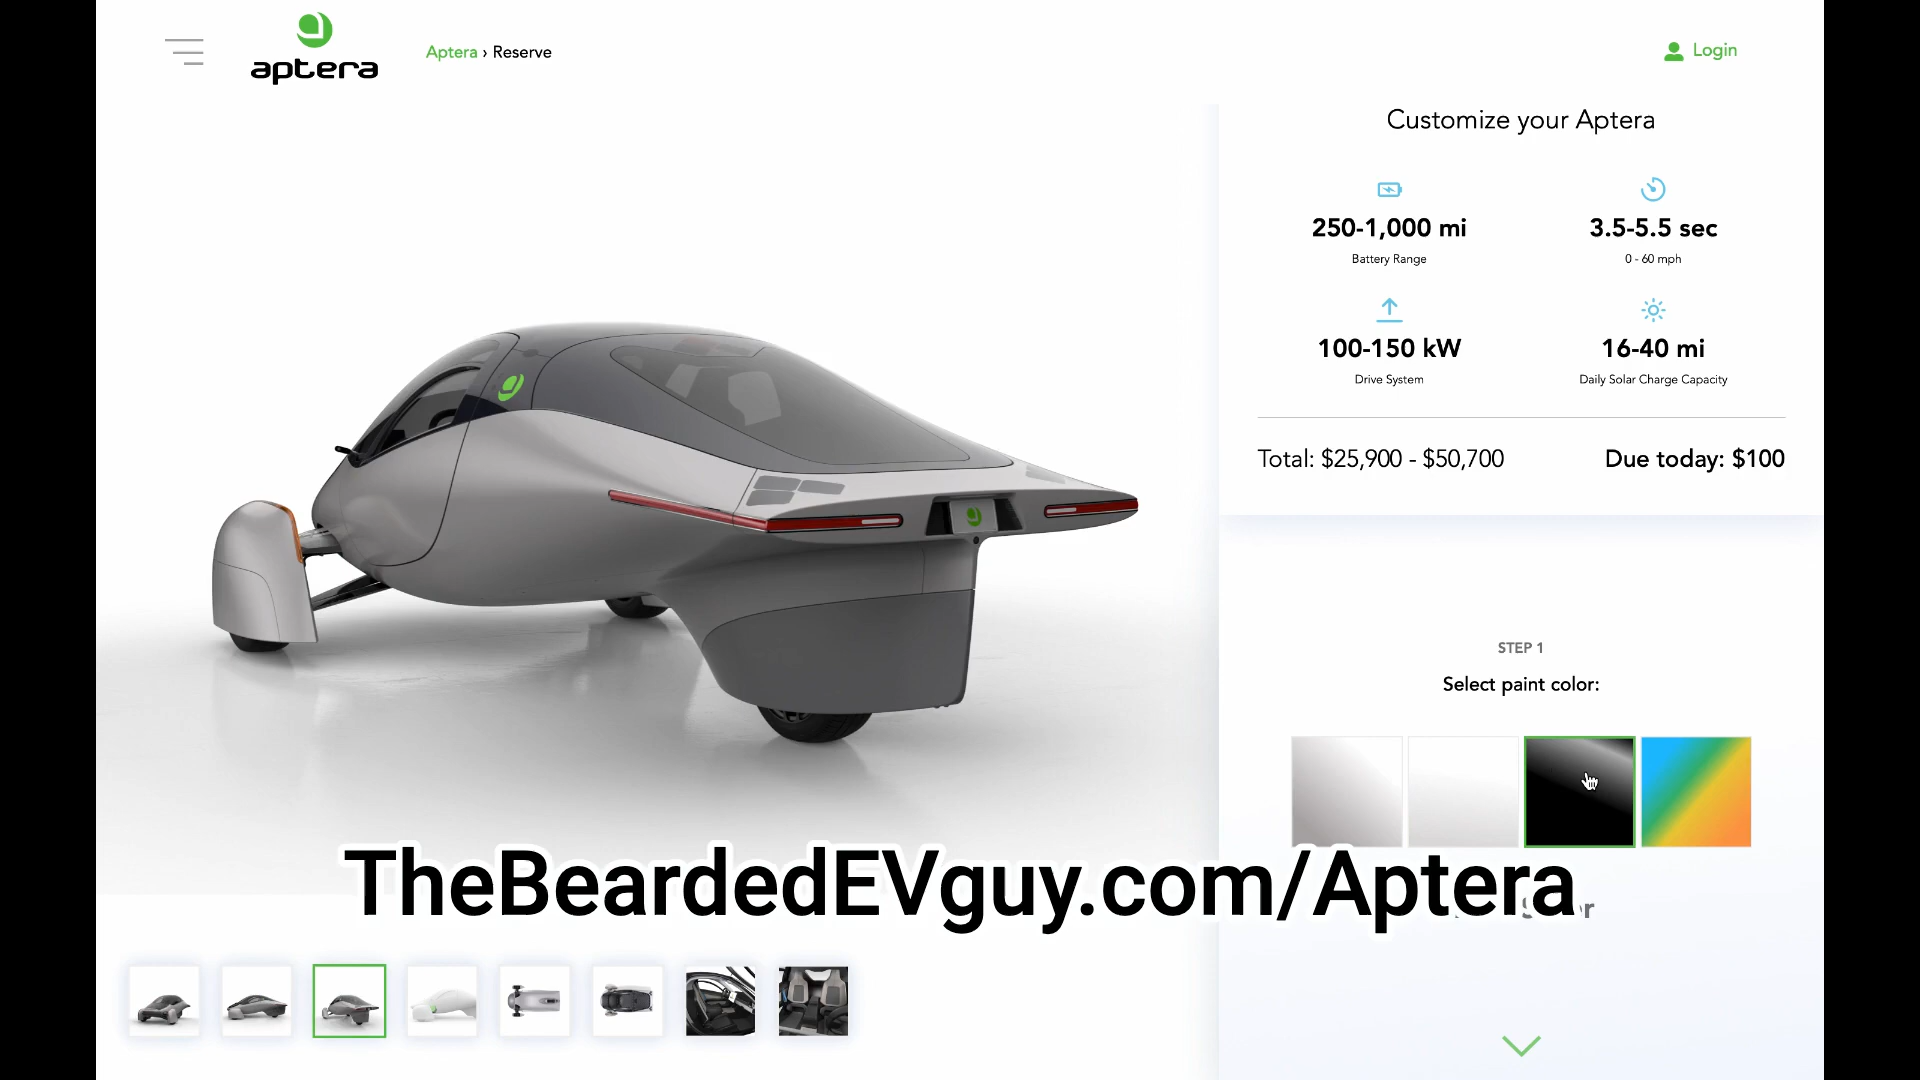 aptera
Aptera › Reserve
Login
Customize your Aptera
250-1,000 mi
Battery Range
3.5-5.5 sec
0 - 60 mph
100-150 kW
Drive System
16-40 mi
Daily Solar Charge Capacity
Total: $25,900 - $50,700
Due today: $100
STEP 1
Select paint color:
TheBeardedEVguy.com/Aptera